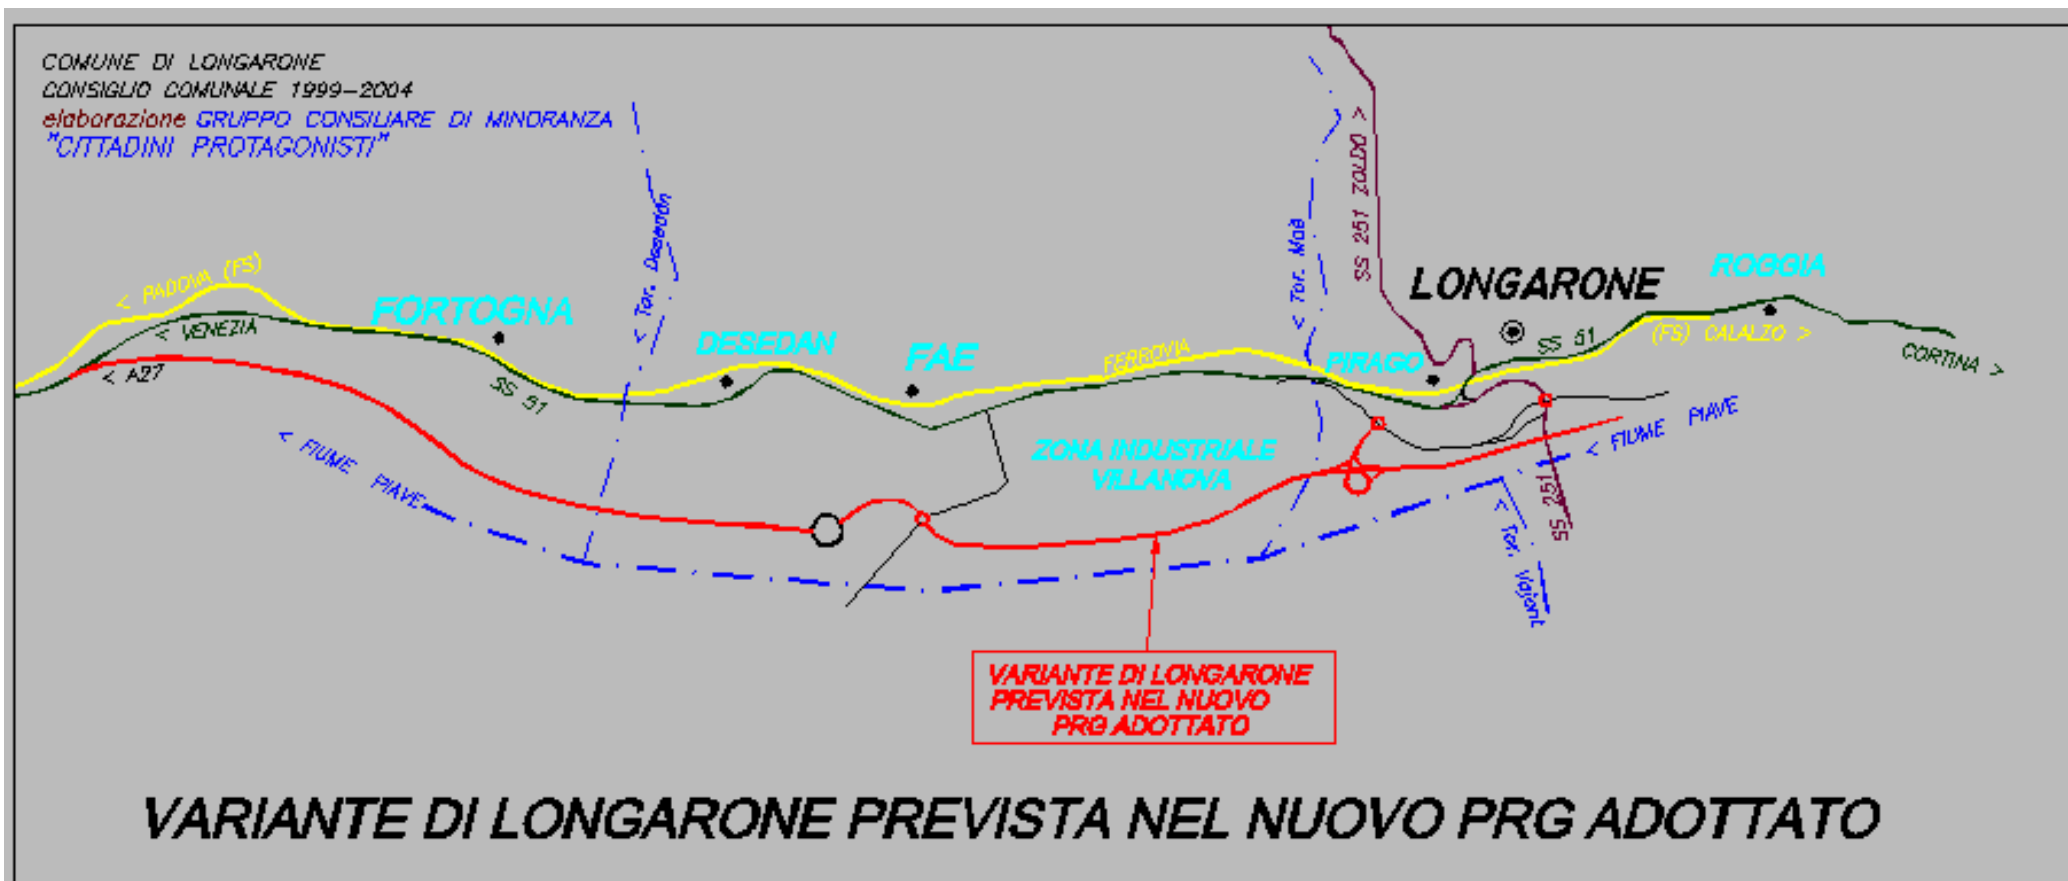 COMUNE DI LONGARONE
CONSIGLIO COMUNALE 1999-2004
elaborazione GRUPPO CONSILIARE DI MINORANZA
"CITTADINI PROTAGONISTI"
SS 251 ZOLDO >
< Tor. Desedan
< Tor. Maè
< PADOVA (FS)
< VENEZIA
< A27
FORTOGNA
SS 51
DESEDAN
FAE
FERROVIA
PIRAGO
LONGARONE
ROGGIA
SS 51
(FS) CALALZO >
CORTINA >
< FIUME PIAVE
ZONA INDUSTRIALE
VILLANOVA
< FIUME PIAVE
SS 251
< Tor. Vajont
VARIANTE DI LONGARONE
PREVISTA NEL NUOVO
PRG ADOTTATO
VARIANTE DI LONGARONE PREVISTA NEL NUOVO PRG ADOTTATO